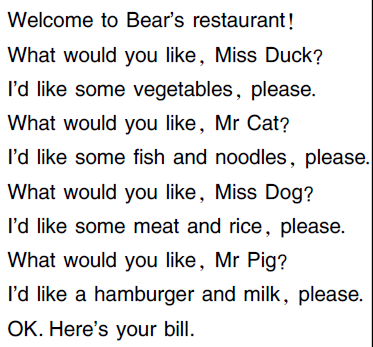 Welcome to Bear's restaurant!
What would you like, Miss Duck?
I'd like some vegetables, please.
What would you like, Mr Cat?
I'd like some fish and noodles, please.
What would you like, Miss Dog?
I'd like some meat and rice, please.
What would you like, Mr Pig?
I'd like a hamburger and milk, please.
OK. Here's your bill.